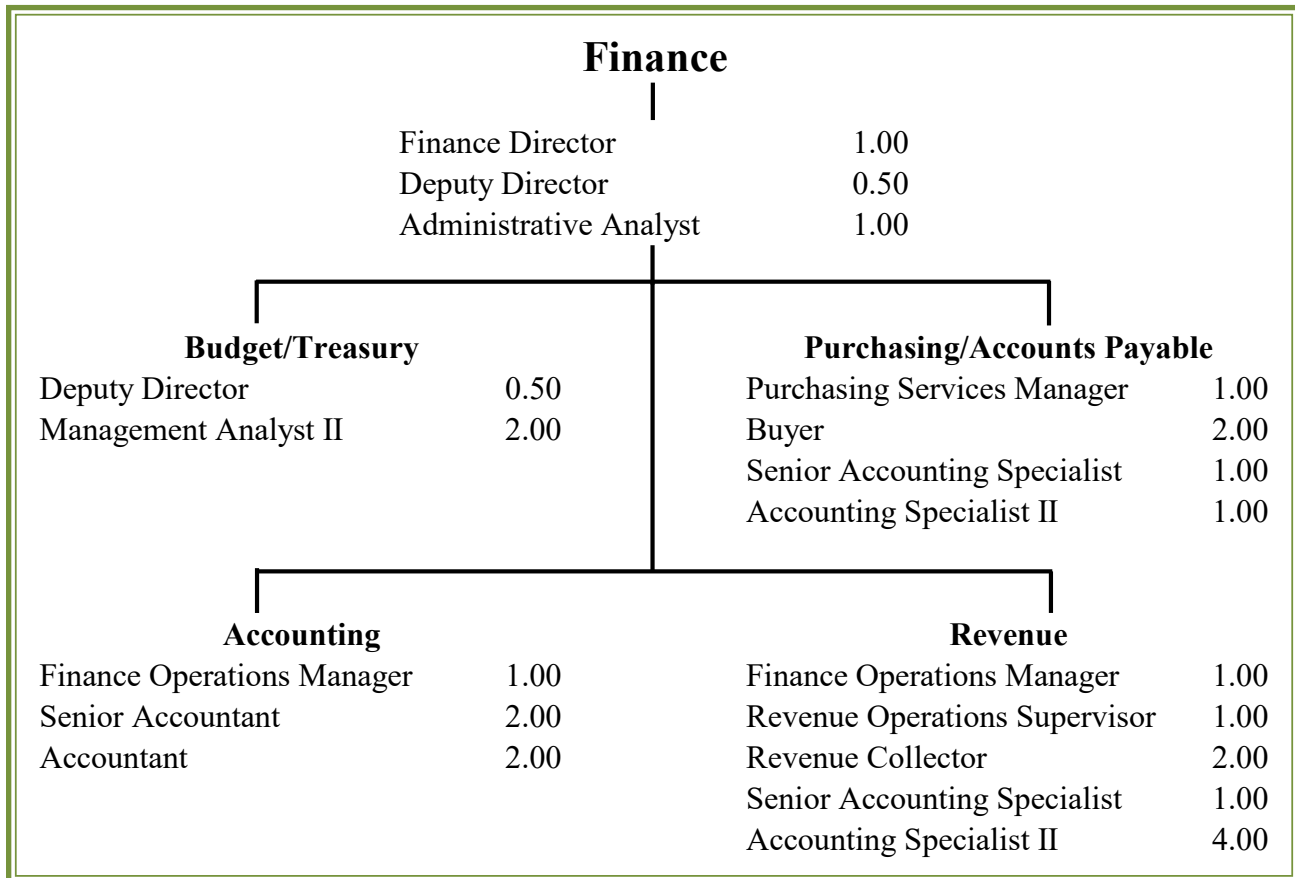 Finance
Finance Director 1.00
Deputy Director 0.50
Administrative Analyst 1.00
Budget/Treasury
Deputy Director 0.50
Management Analyst II 2.00
Purchasing/Accounts Payable
Purchasing Services Manager 1.00
Buyer 2.00
Senior Accounting Specialist 1.00
Accounting Specialist II 1.00
Accounting
Finance Operations Manager 1.00
Senior Accountant 2.00
Accountant 2.00
Revenue
Finance Operations Manager 1.00
Revenue Operations Supervisor 1.00
Revenue Collector 2.00
Senior Accounting Specialist 1.00
Accounting Specialist II 4.00